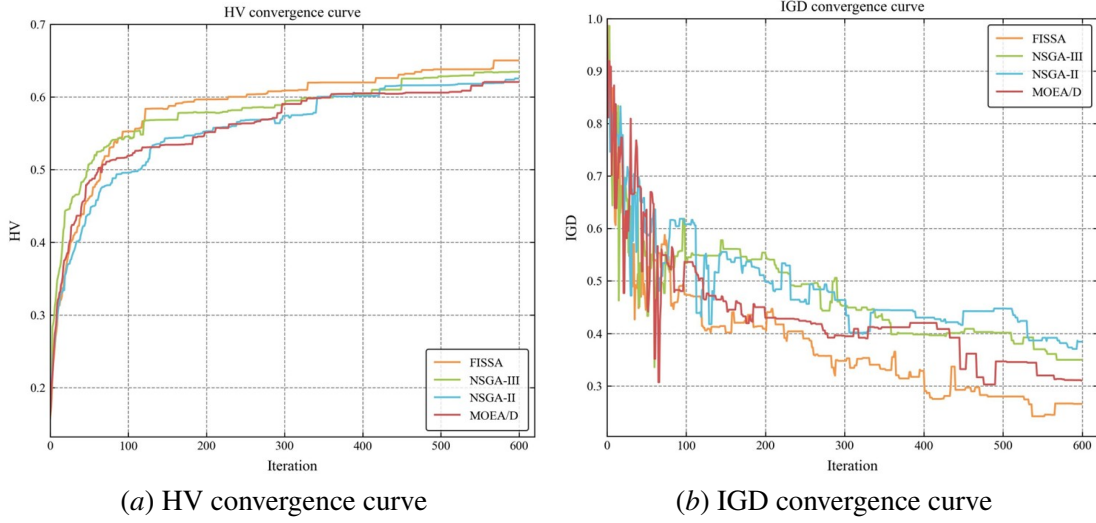 HV convergence curve
0.7
0.6
0.5
0.4
0.3
0.2
HV
0
100
200
300
400
500
600
Iteration
FISSA
NSGA-III
NSGA-II
MOEA/D
(a) HV convergence curve
IGD convergence curve
1.0
0.9
0.8
0.7
0.6
0.5
0.4
0.3
IGD
0
100
200
300
400
500
600
Iteration
FISSA
NSGA-III
NSGA-II
MOEA/D
(b) IGD convergence curve